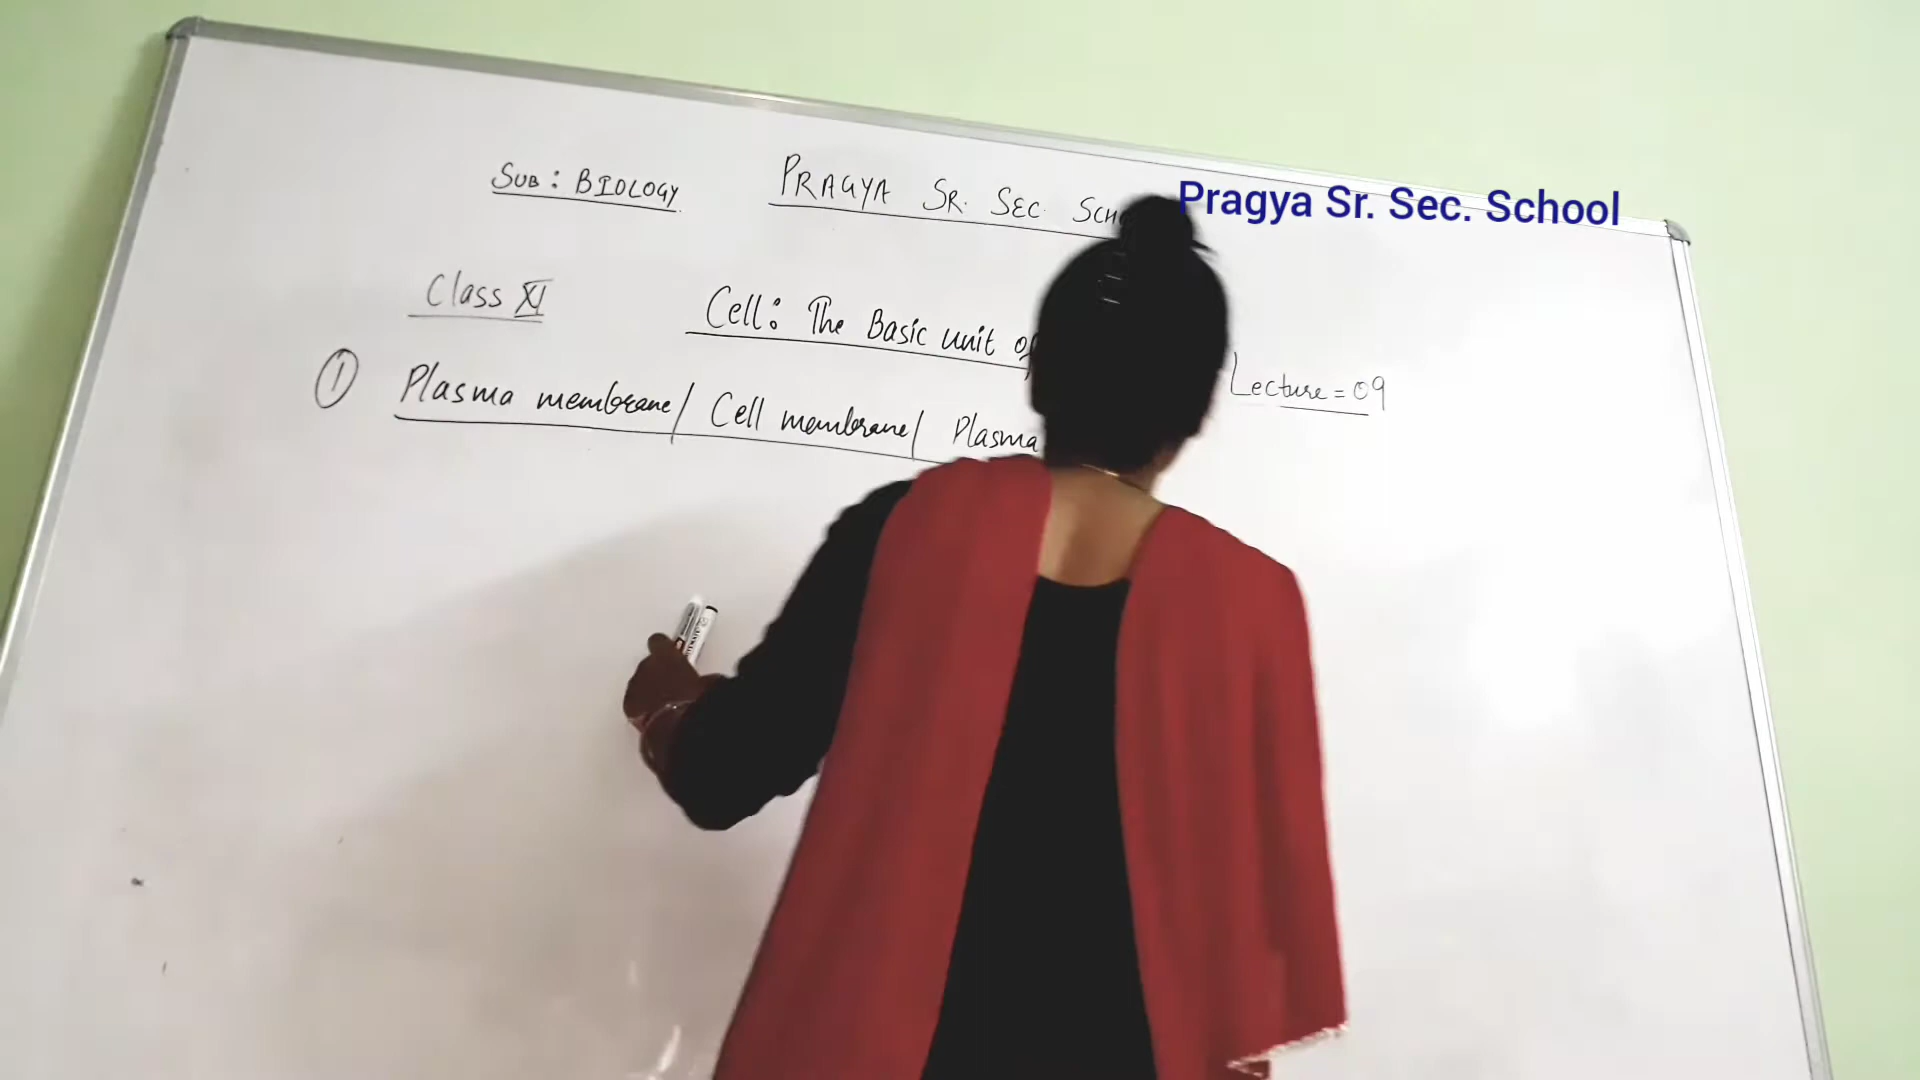 SUB : BIOLOGY PRAGYA SR. SEC. Pragya Sr. Sec. School
Class XI Cell: The Basic unit of
Lecture = 09
① Plasma membrane/ Cell membrane/ Plasma